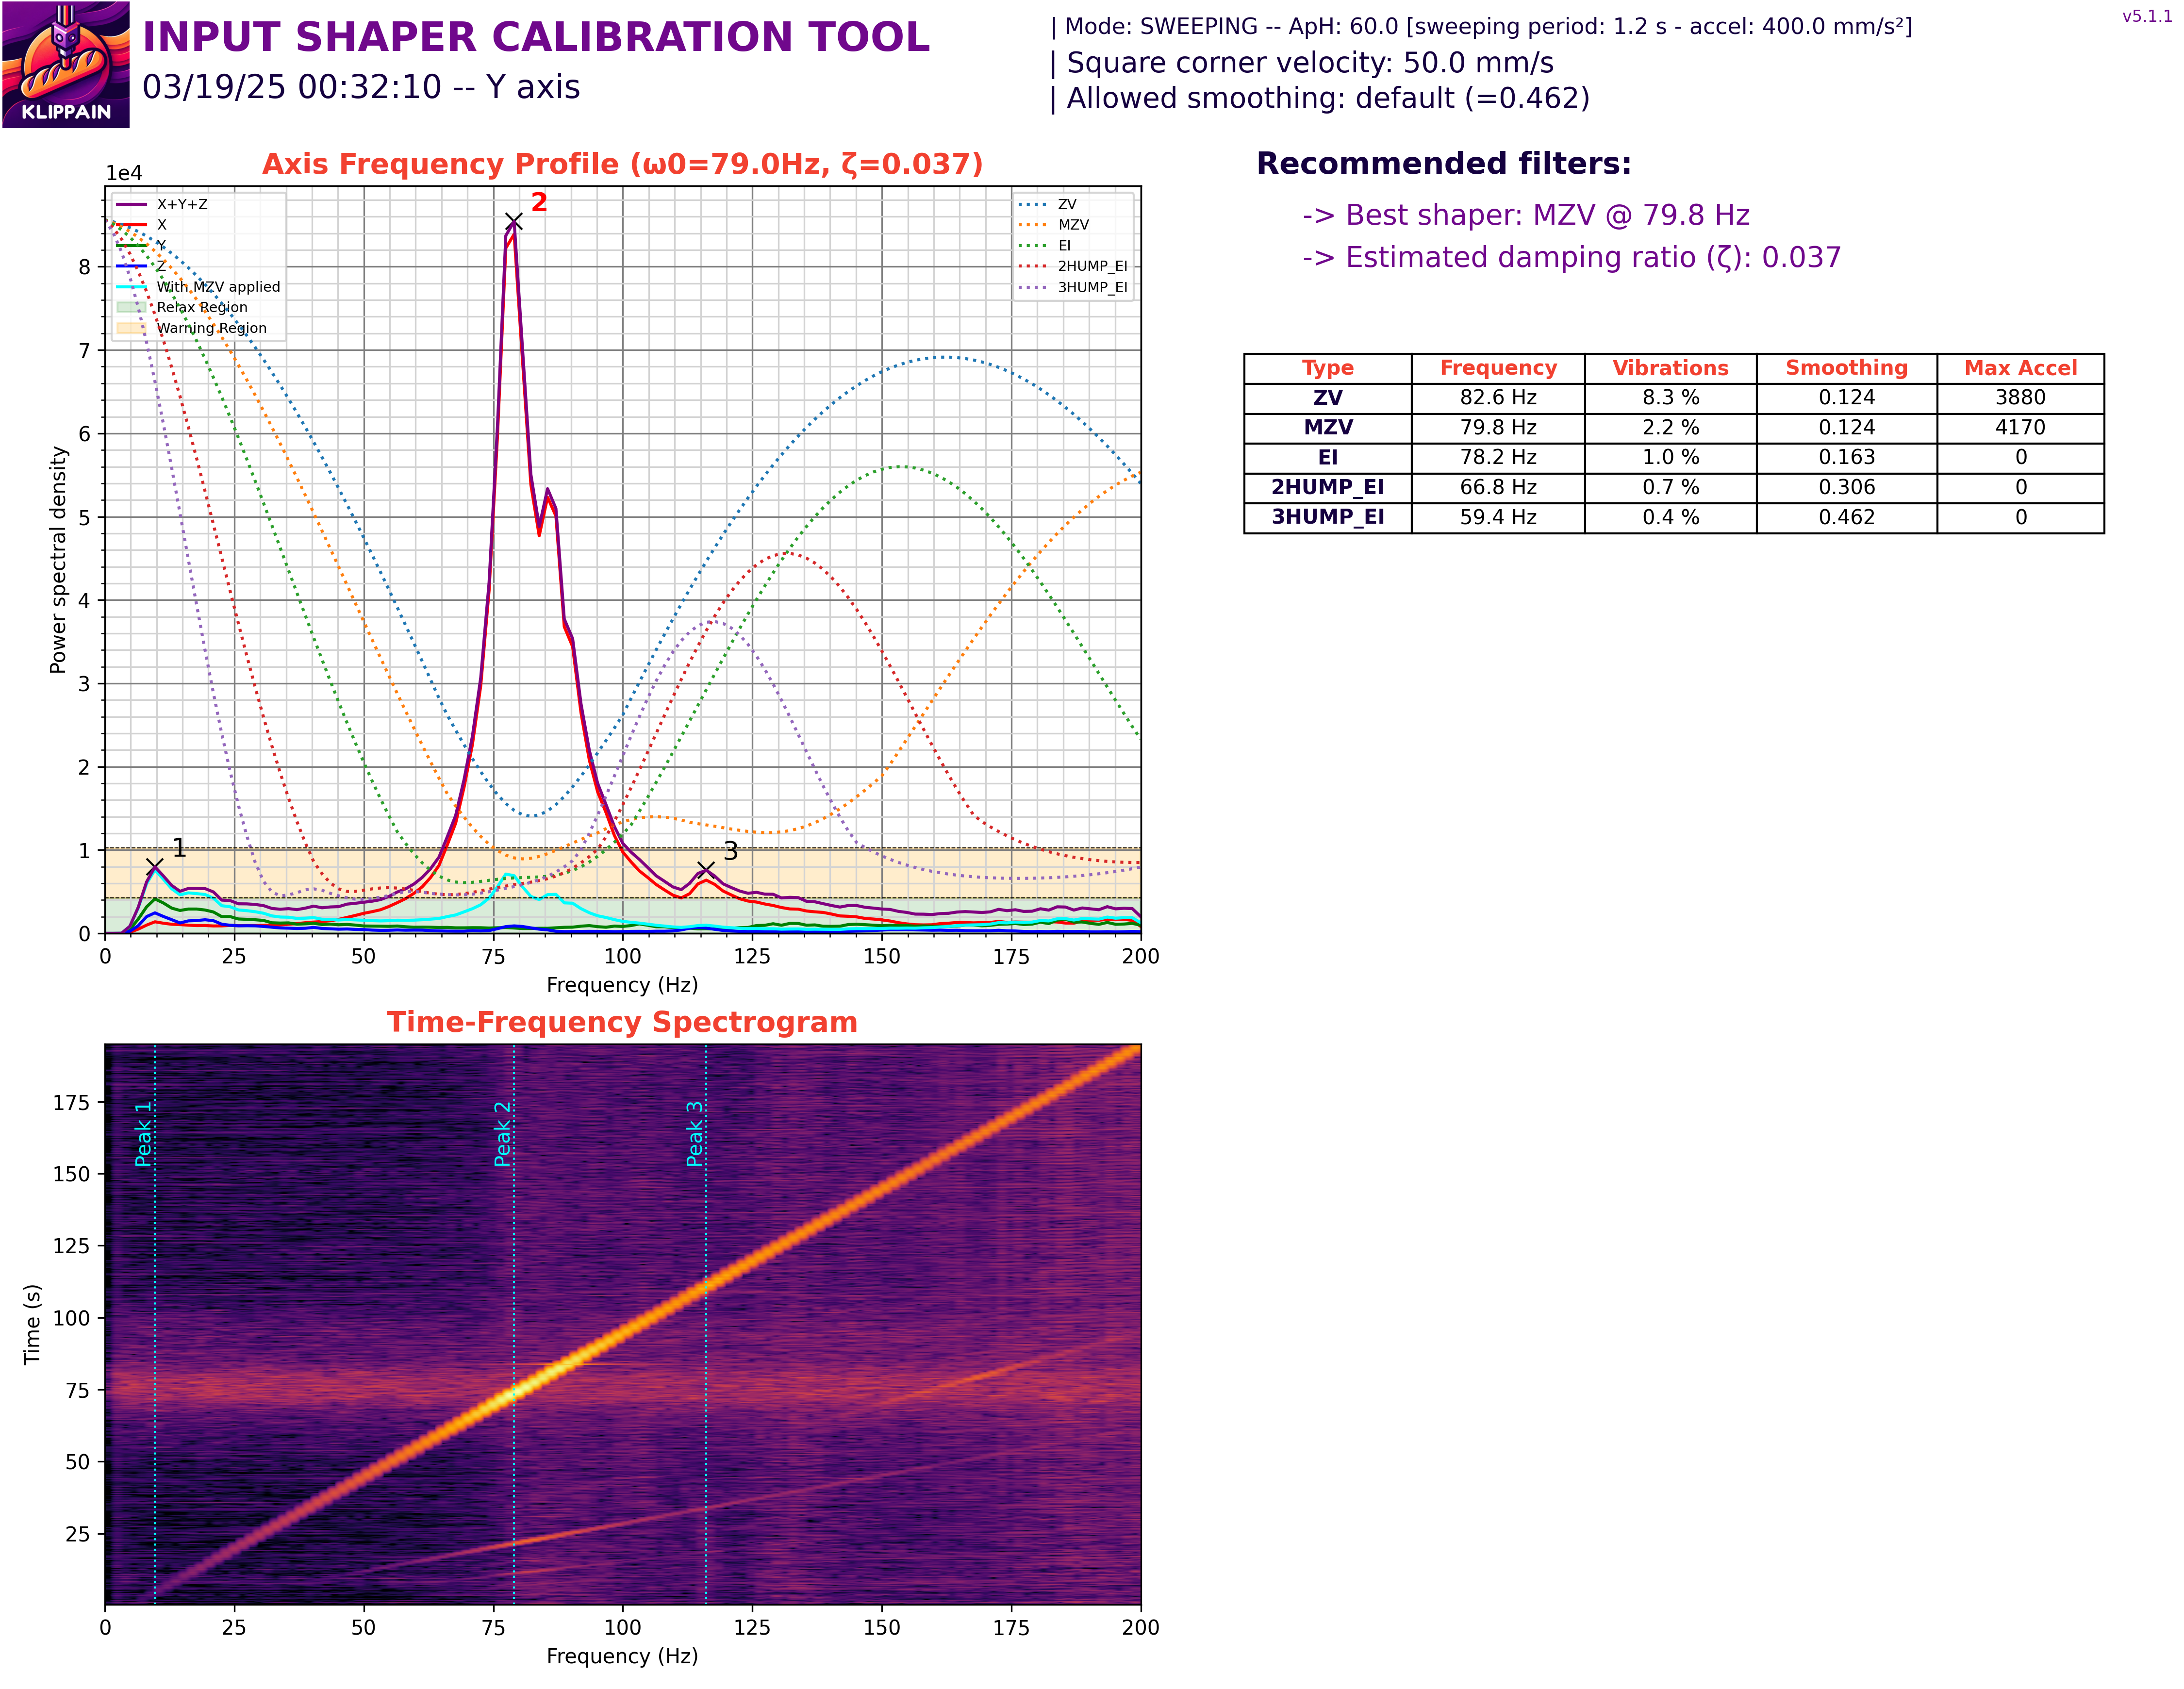 KLIPPAIN
INPUT SHAPER CALIBRATION TOOL
03/19/25 00:32:10 -- Y axis
| Mode: SWEEPING -- ApH: 60.0 [sweeping period: 1.2 s - accel: 400.0 mm/s²]
| Square corner velocity: 50.0 mm/s
| Allowed smoothing: default (=0.462)
v5.1.1
Axis Frequency Profile (ω0=79.0Hz, ζ=0.037)
1e4
X+Y+Z
X
Y
Z
With MZV applied
Relax Region
Warning Region
ZV
MZV
EI
2HUMP_EI
3HUMP_EI
1
2
3
Power spectral density
8
7
6
5
4
3
2
1
0
0 25 50 75 100 125 150 175 200
Frequency (Hz)
Recommended filters:
-> Best shaper: MZV @ 79.8 Hz
-> Estimated damping ratio (ζ): 0.037
Type Frequency Vibrations Smoothing Max Accel
ZV 82.6 Hz 8.3 % 0.124 3880
MZV 79.8 Hz 2.2 % 0.124 4170
EI 78.2 Hz 1.0 % 0.163 0
2HUMP_EI 66.8 Hz 0.7 % 0.306 0
3HUMP_EI 59.4 Hz 0.4 % 0.462 0
Time-Frequency Spectrogram
Peak 1
Peak 2
Peak 3
Time (s)
175
150
125
100
75
50
25
0 25 50 75 100 125 150 175 200
Frequency (Hz)